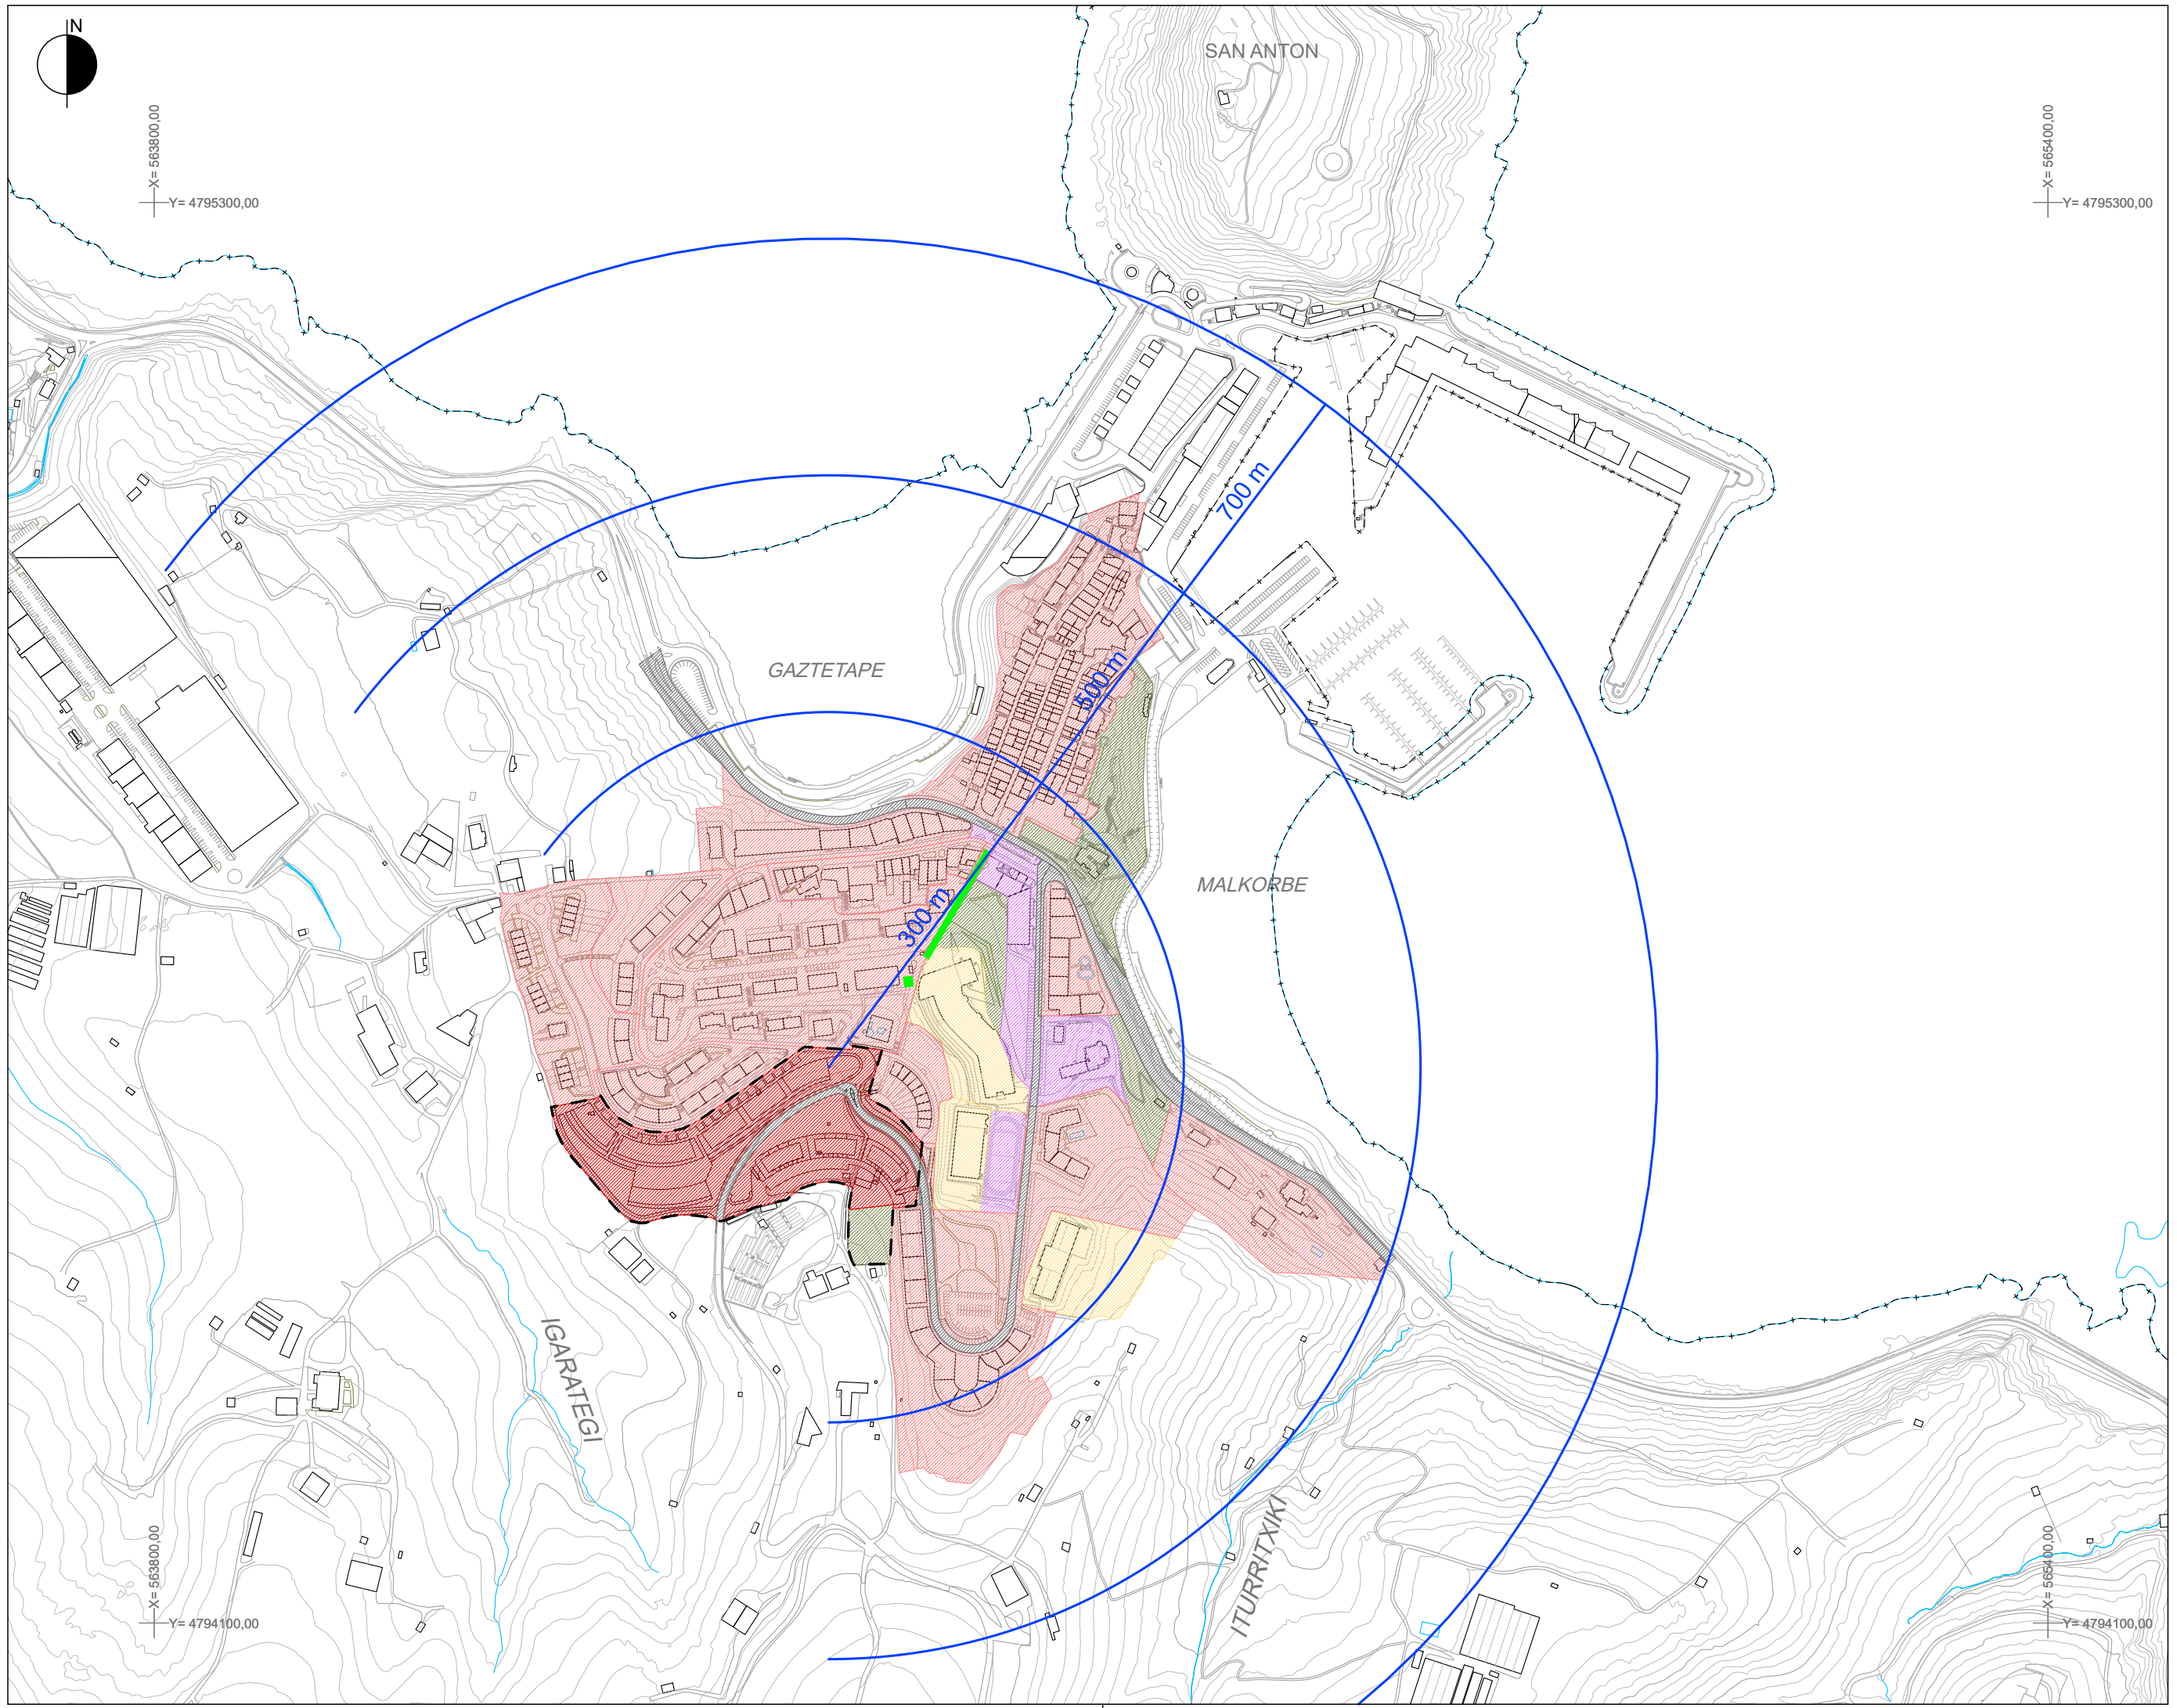 N
SAN ANTON
X= 563800,00
Y= 4795300,00
X= 565400,00
Y= 4795300,00
700 m
500 m
GAZTETAPE
MALKORBE
300 m
IGARATEGI
ITURRITXIKI
X= 563800,00
Y= 4794100,00
X= 565400,00
Y= 4794100,00